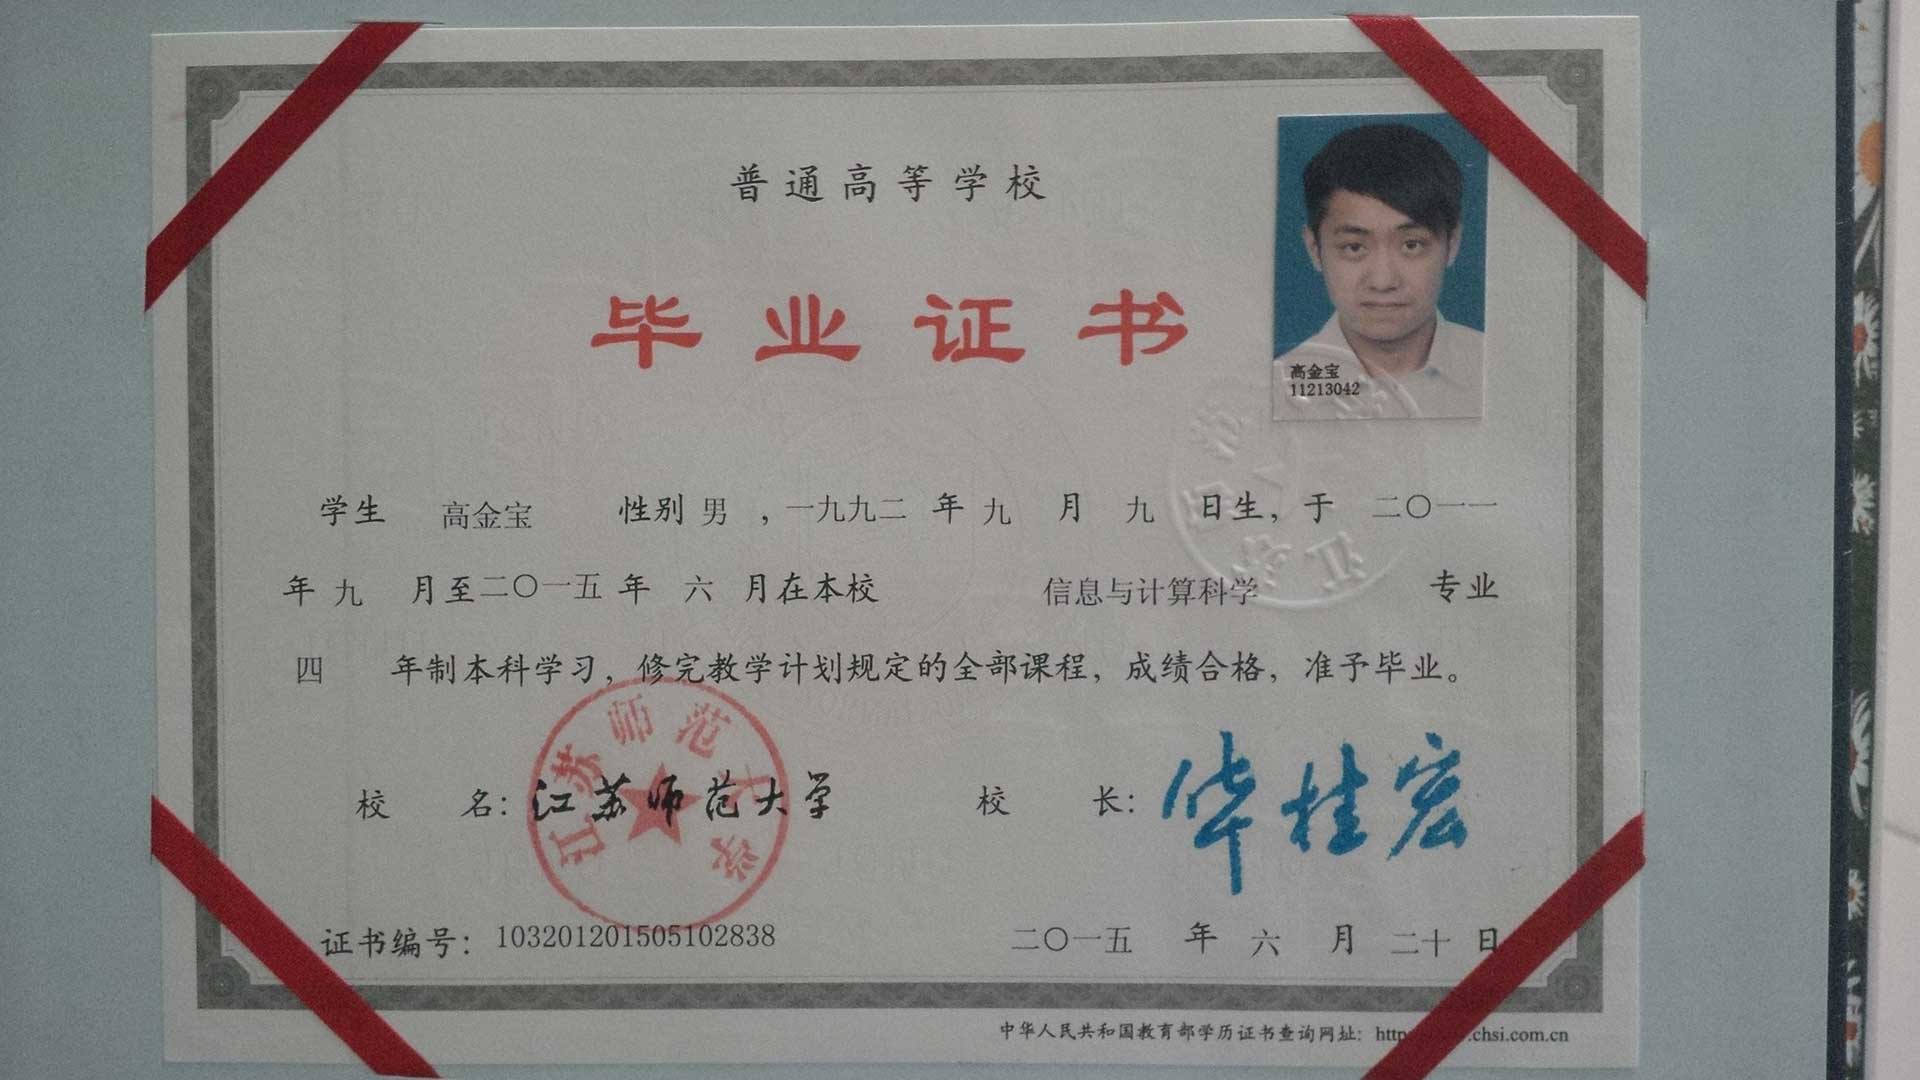 普通高等学校
毕业证书
高金宝
11213042
学生 高金宝 性别 男 ，一九九二 年 九 月 九 日生，于 二〇一一
年 九 月至二〇一五 年 六 月在本校 信息与计算科学 专业
四 年制本科学习，修完教学计划规定的全部课程，成绩合格，准予毕业。
校 名：江苏师范大学 校 长：华桂宏
江苏师范大学
证书编号：103201201505102838 二〇一五 年 六 月 二十 日
中华人民共和国教育部学历证书查询网址：http .chsi.com.cn